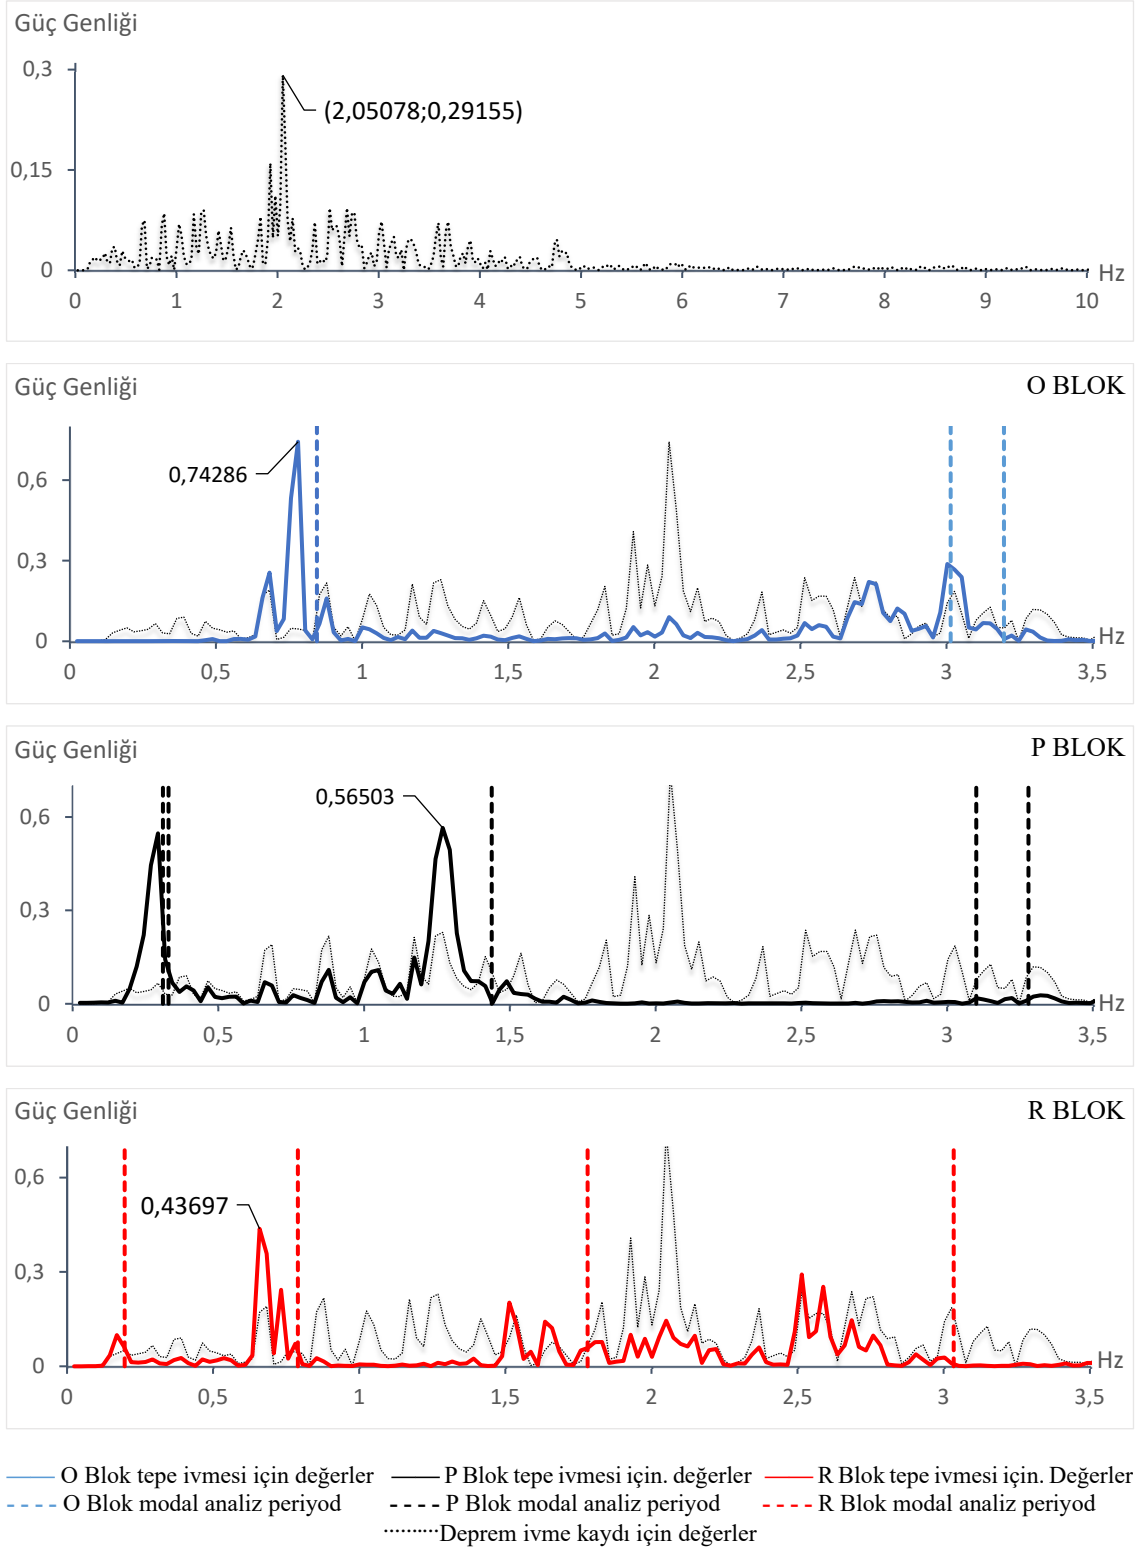 Güç Genliği
0,3
(2,05078;0,29155)
0,15
0
Hz
0 1 2 3 4 5 6 7 8 9 10
Güç Genliği
O BLOK
0,74286
0,6
0,3
0
Hz
0 0,5 1 1,5 2 2,5 3 3,5
Güç Genliği
P BLOK
0,56503
0,6
0,3
0
Hz
0 0,5 1 1,5 2 2,5 3 3,5
Güç Genliği
R BLOK
0,6
0,43697
0,3
0
Hz
0 0,5 1 1,5 2 2,5 3 3,5
O Blok tepe ivmesi için değerler P Blok tepe ivmesi için. değerler R Blok tepe ivmesi için. Değerler
O Blok modal analiz periyod P Blok modal analiz periyod R Blok modal analiz periyod
Deprem ivme kaydı için değerler